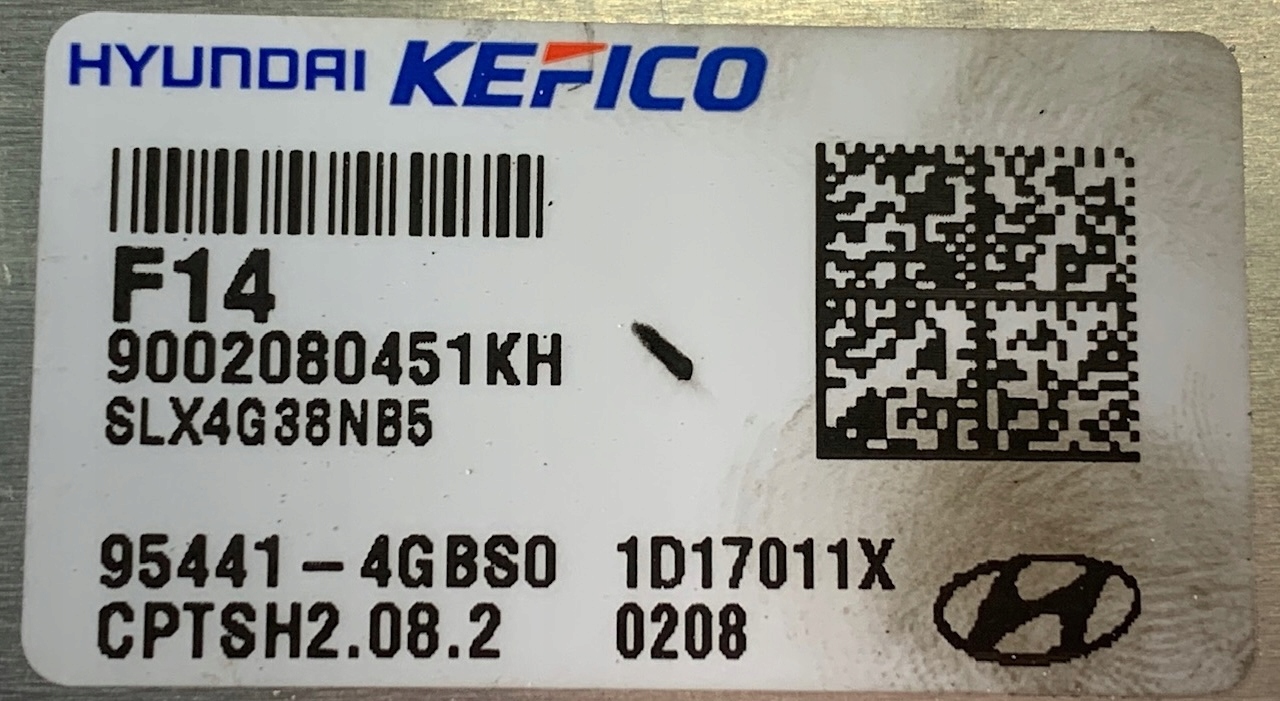 HYUNDAI KEFICO
F14
9002080451KH
SLX4G38NB5
95441-4GBS0 1D17011X
CPTSH2.08.2 0208